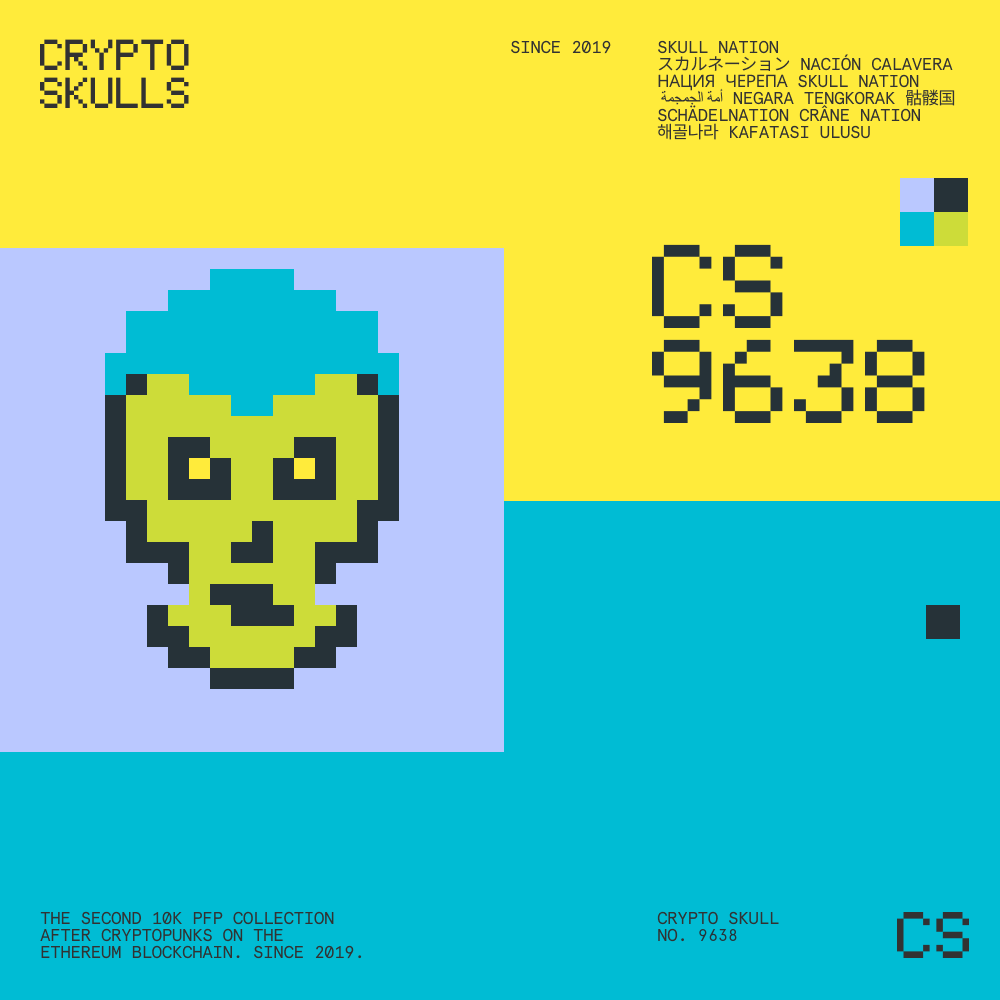 CRYPTO
SKULLS
SINCE 2019
SKULL NATION
スカルネーション NACIÓN CALAVERA
НАЦИЯ ЧЕРЕПА SKULL NATION
أمة الجمجمة NEGARA TENGKORAK 骷髅国
SCHÄDELNATION CRÂNE NATION
해골나라 KAFATASI ULUSU
CS
9638
THE SECOND 10K PFP COLLECTION
AFTER CRYPTOPUNKS ON THE
ETHEREUM BLOCKCHAIN. SINCE 2019.
CRYPTO SKULL
NO. 9638
CS